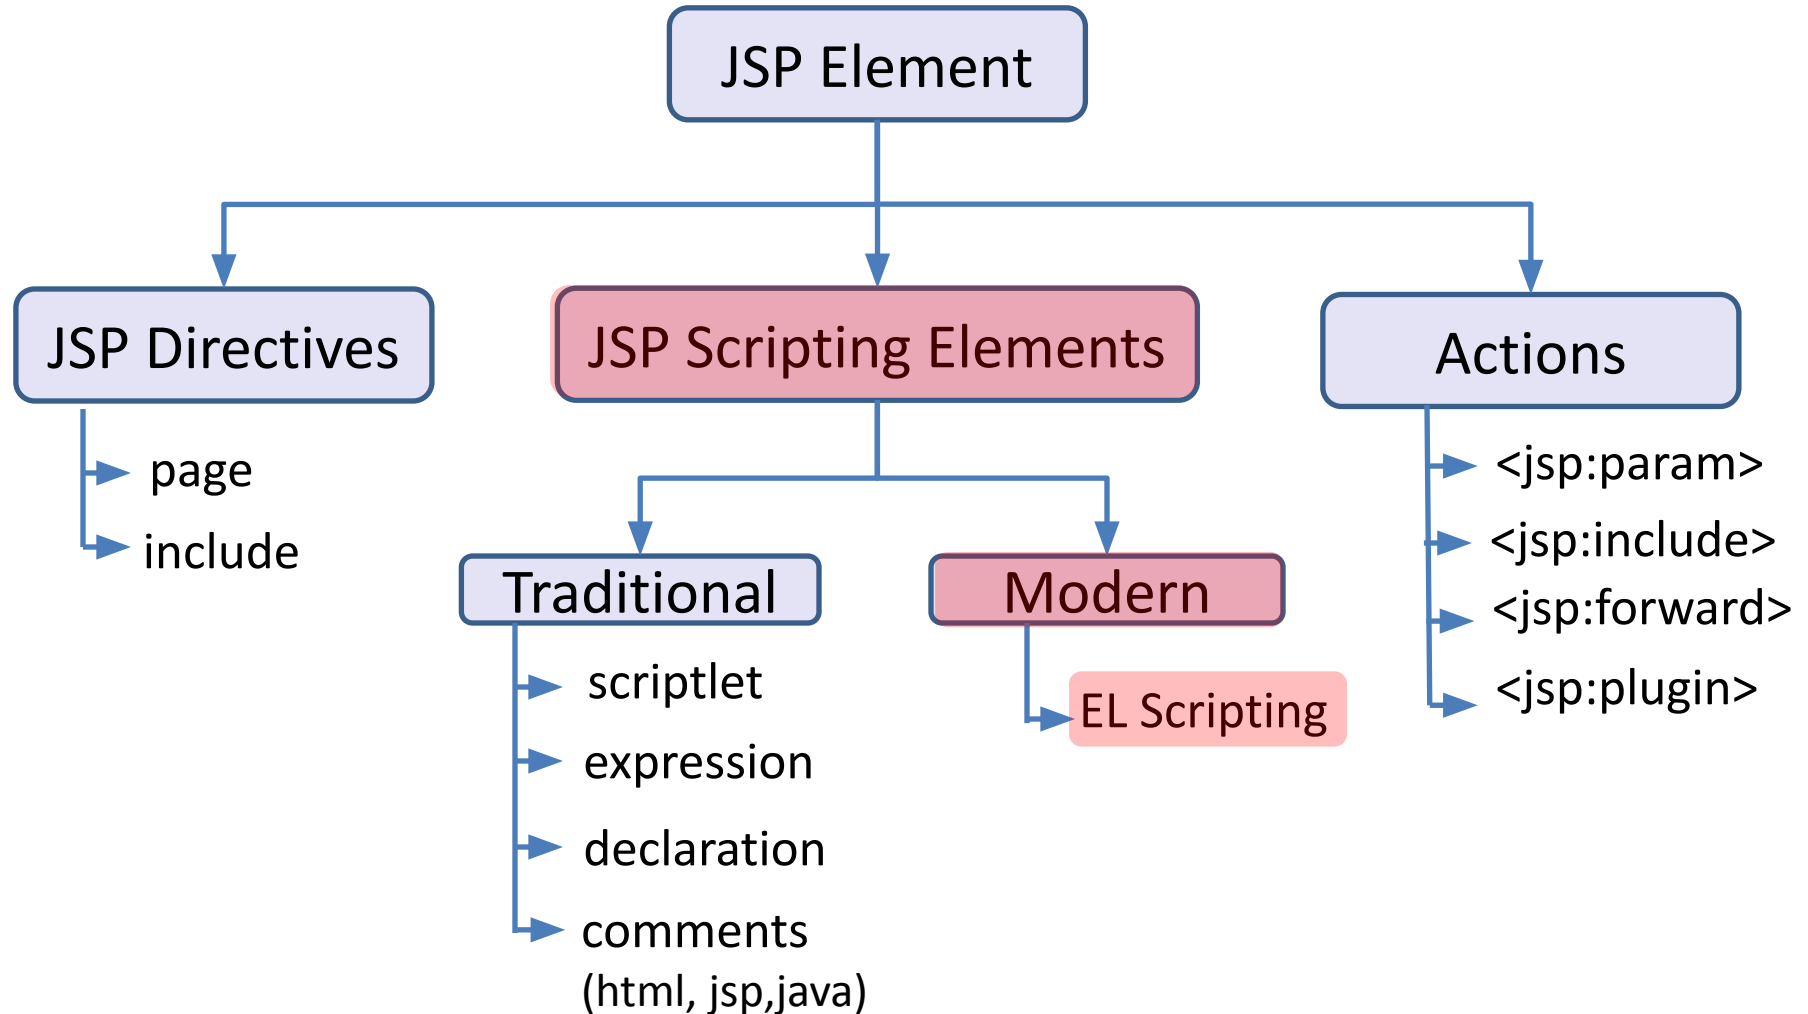 JSP Element
JSP Directives
page
include
JSP Scripting Elements
Traditional
scriptlet
expression
declaration
comments
(html, jsp,java)
Modern
EL Scripting
Actions
<jsp:param>
<jsp:include>
<jsp:forward>
<jsp:plugin>